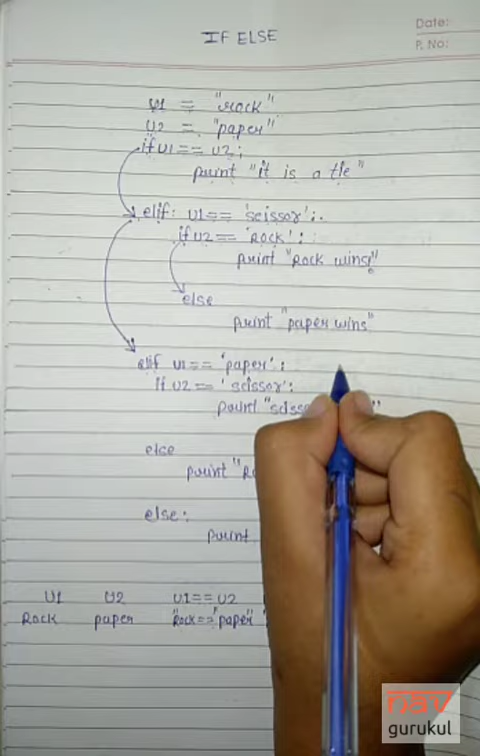 Date:
P. No:
IF ELSE
U1 = "rock"
U2 = "paper"
if U1 == U2 ;
print "it is a tie"
elif: U1 == 'scissor';.
if U2 == 'Rock' :
print "Rock wins"
else
print "paper wins"
elif U1 == 'paper' :
if U2 == 'scissor' :
print "scisso
else
print "Ro
else :
print
U1 U2 U1 == U2
Rock paper "Rock == 'paper"
nav
gurukul